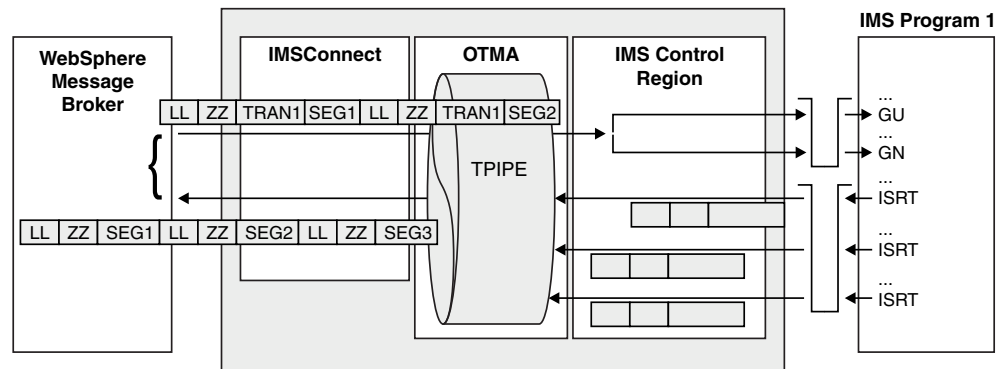 IMS Program 1
WebSphere
Message
Broker
IMSConnect
OTMA
IMS Control
Region
LL ZZ TRAN1 SEG1 LL ZZ TRAN1 SEG2
...
GU
...
GN
{
TPIPE
...
ISRT
LL ZZ SEG1 LL ZZ SEG2 LL ZZ SEG3
...
ISRT
...
ISRT